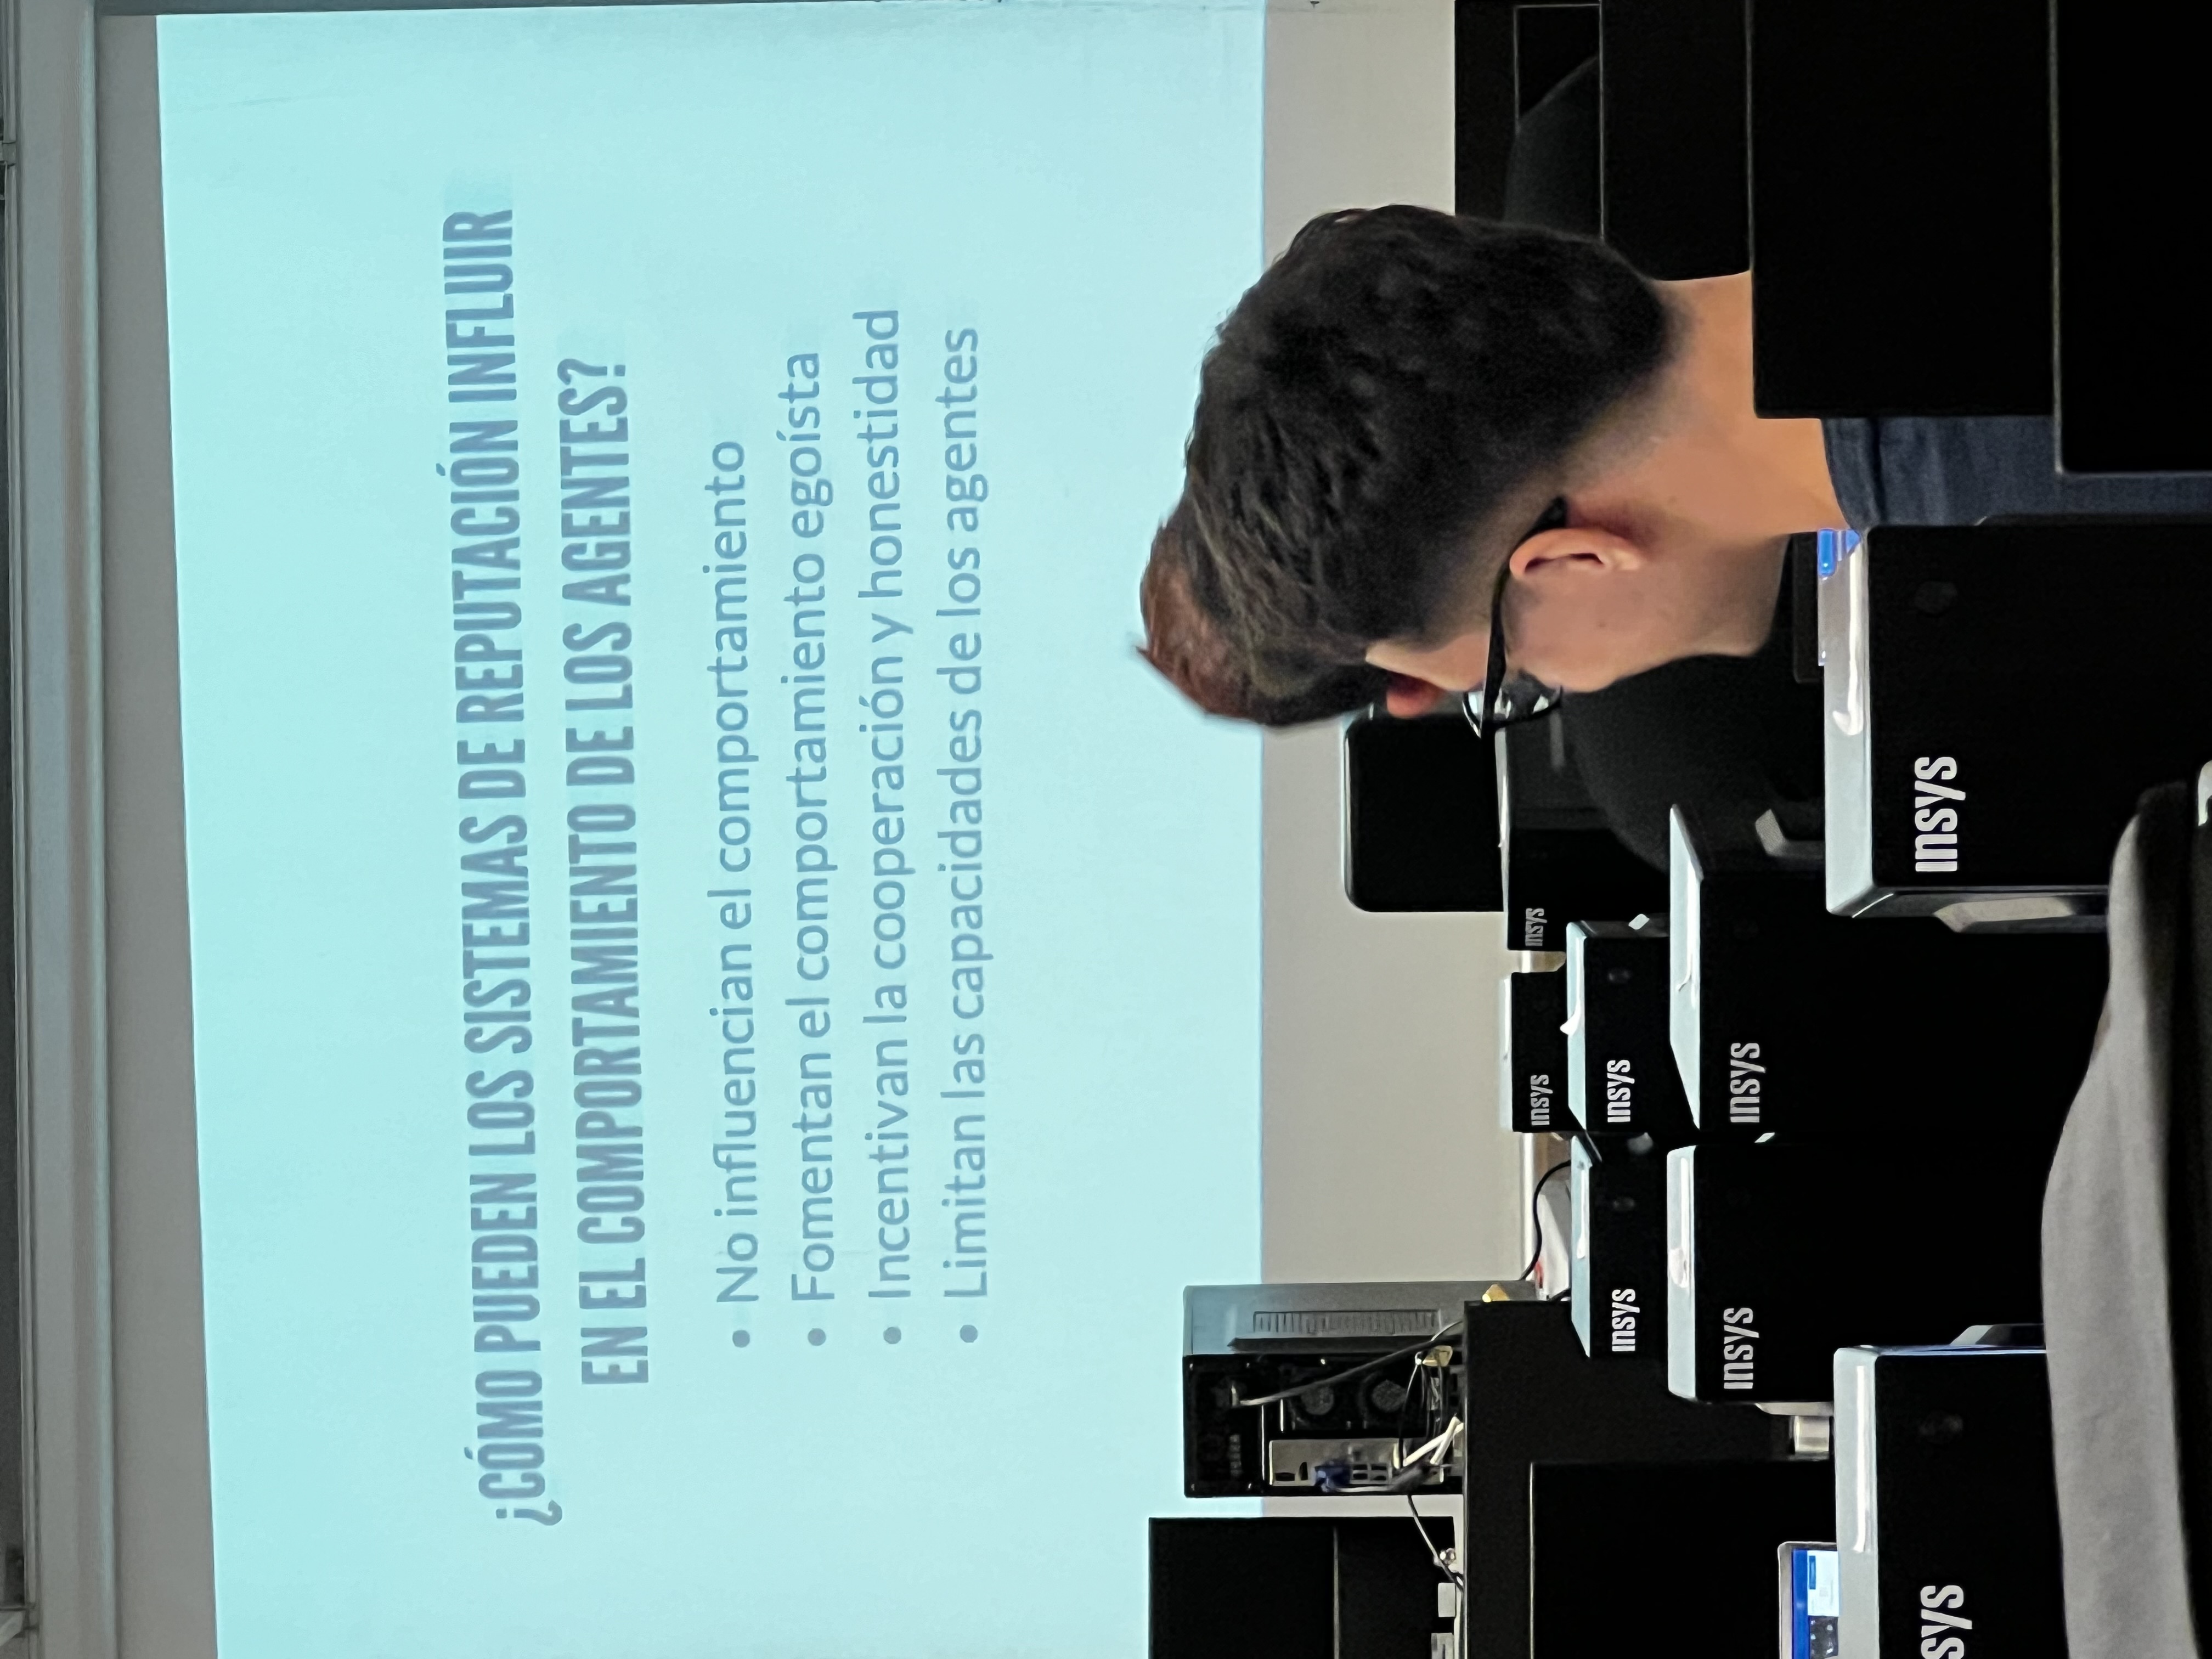 ¿CÓMO PUEDEN LOS SISTEMAS DE REPUTACIÓN INFLUIR
EN EL COMPORTAMIENTO DE LOS AGENTES?
• No influencian el comportamiento
• Fomentan el comportamiento egoísta
• Incentivan la cooperación y honestidad
• Limitan las capacidades de los agentes
insys
insys
insys
insys
insys
insys
sys
insys